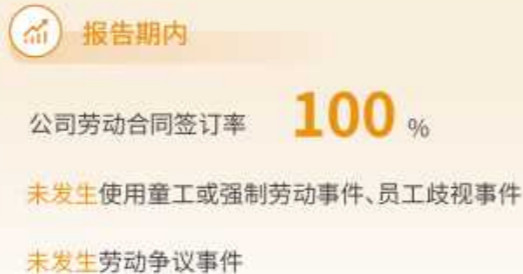 报告期内
公司劳动合同签订率 100 %
未发生使用童工或强制劳动事件、员工歧视事件
未发生劳动争议事件